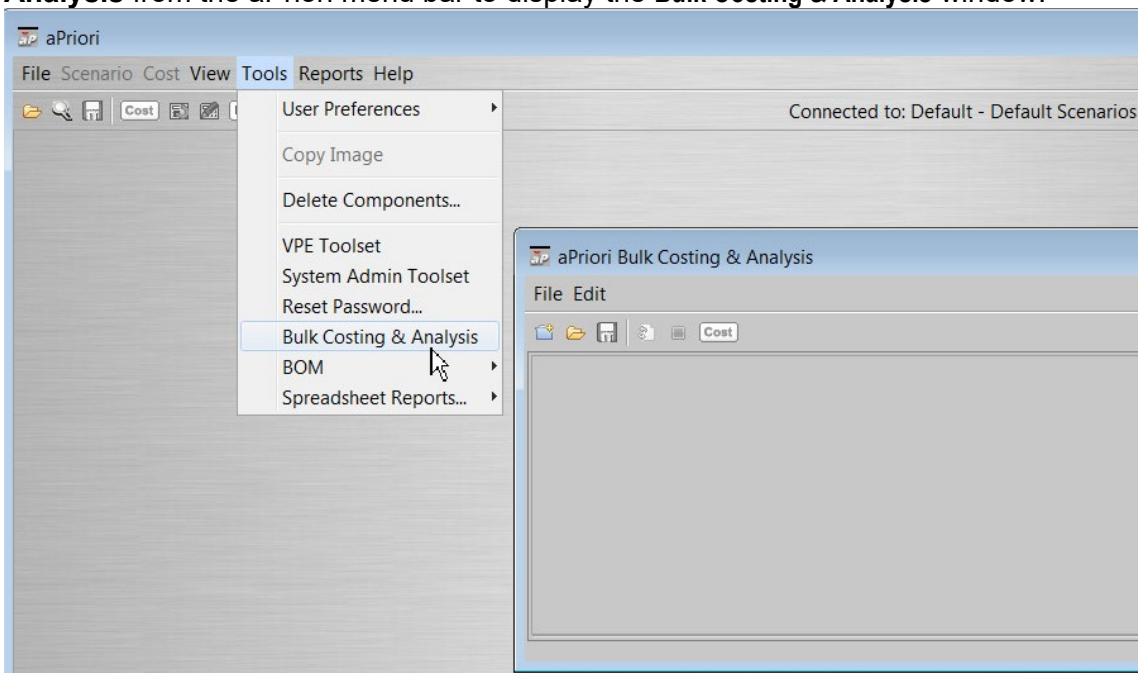 Analysis from the aPriori menu bar to display the Bulk Costing & Analysis window.
aPriori
File Scenario Cost View Tools Reports Help
Cost
Connected to: Default - Default Scenarios
User Preferences
Copy Image
Delete Components...
VPE Toolset
System Admin Toolset
Reset Password...
Bulk Costing & Analysis
BOM
Spreadsheet Reports...
aPriori Bulk Costing & Analysis
File Edit
Cost